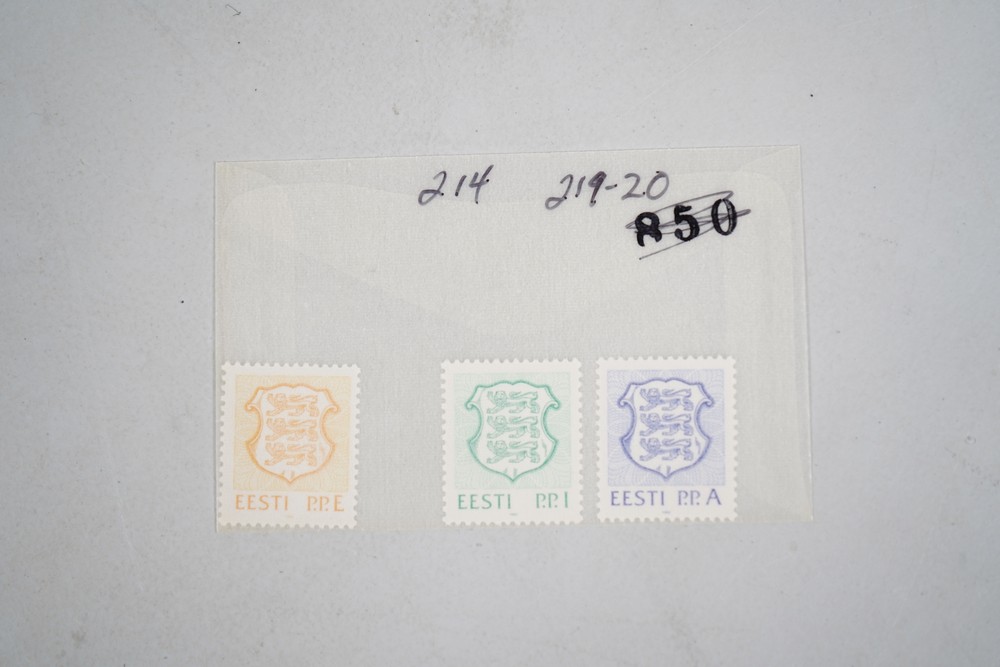 214 219-20
850
EESTI P.P. E
EESTI P.P. I
EESTI P.P. A